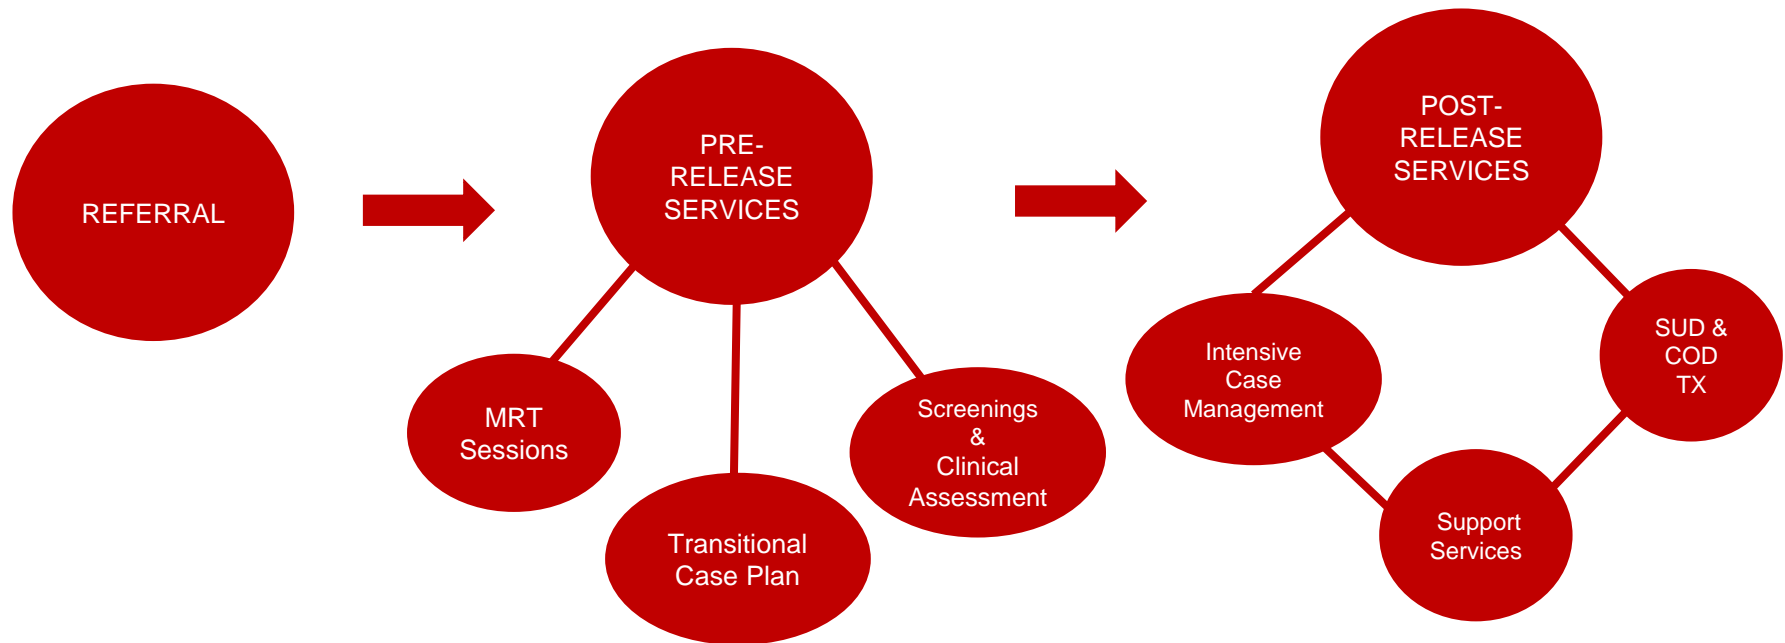 REFERRAL
PRE-
RELEASE
SERVICES
MRT
Sessions
Transitional
Case Plan
Screenings
&
Clinical
Assessment
POST-
RELEASE
SERVICES
Intensive
Case
Management
SUD &
COD
TX
Support
Services